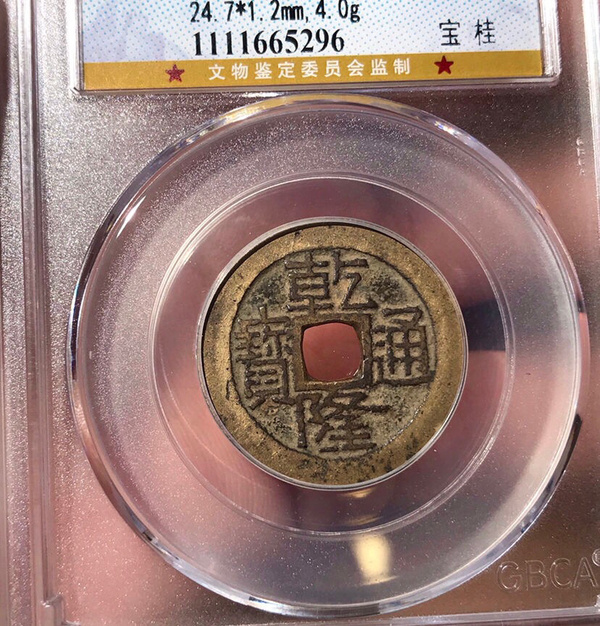 24.7*1.2mm,4.0g
1111665296 宝 桂
★ 文物鉴定委员会监制 ★
乾隆通寶
GBCA®